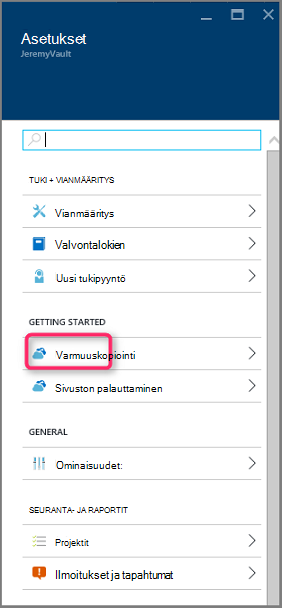 Asetukset
JeremyVault
TUKI + VIANMÄÄRITYS
Vianmääritys
Valvontalokien
Uusi tukipyyntö
GETTING STARTED
Varmuuskopiointi
Sivuston palauttaminen
GENERAL
Ominaisuudet:
SEURANTA- JA RAPORTIT
Projektit
Ilmoitukset ja tapahtumat